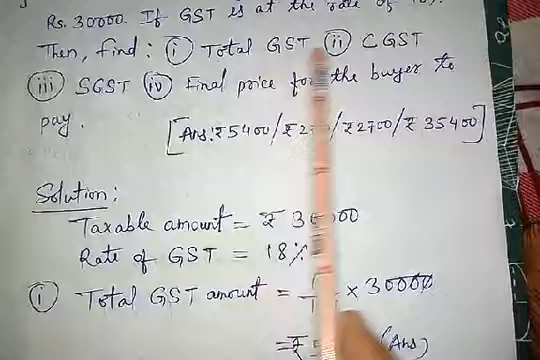 Rs. 30000. If GST is at the rate of
Then, find: (i) Total GST (ii) CGST
(iii) SGST (iv) Final price for the buyer to
pay.
[Ans: ₹5400/₹2 / ₹2700/₹35400]
Solution:
Taxable amount = ₹ 30000
Rate of GST = 18%
(i) Total GST amount = × 30000
= ₹ (Ans)